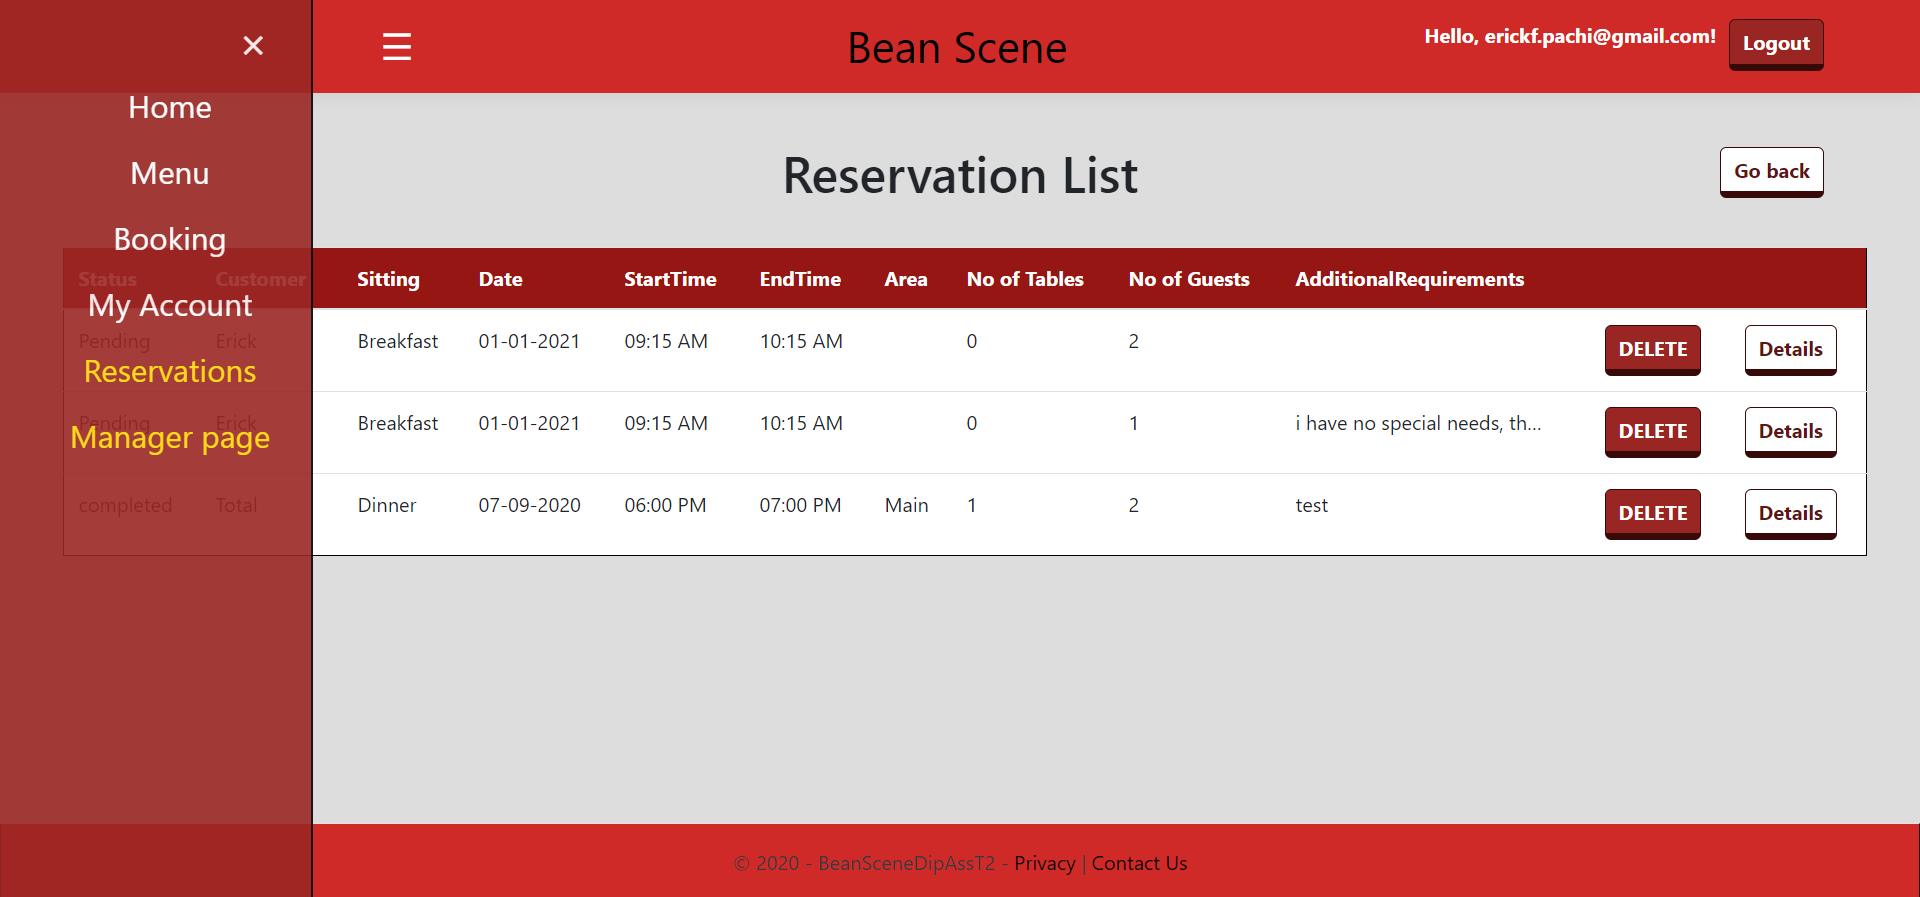 ×
Bean Scene
Hello, erickf.pachi@gmail.com!
Logout
Home
Menu
Booking
My Account
Reservations
Manager page
Reservation List
Go back
Status Customer Sitting Date StartTime EndTime Area No of Tables No of Guests AdditionalRequirements
Pending Erick Breakfast 01-01-2021 09:15 AM 10:15 AM 0 2 DELETE Details
Pending Erick Breakfast 01-01-2021 09:15 AM 10:15 AM 0 1 i have no special needs, th... DELETE Details
completed Total Dinner 07-09-2020 06:00 PM 07:00 PM Main 1 2 test DELETE Details
© 2020 - BeanSceneDipAssT2 - Privacy | Contact Us